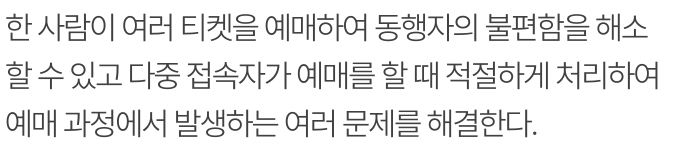 한 사람이 여러 티켓을 예매하여 동행자의 불편함을 해소
할 수 있고 다중 접속자가 예매를 할 때 적절하게 처리하여
예매 과정에서 발생하는 여러 문제를 해결한다.